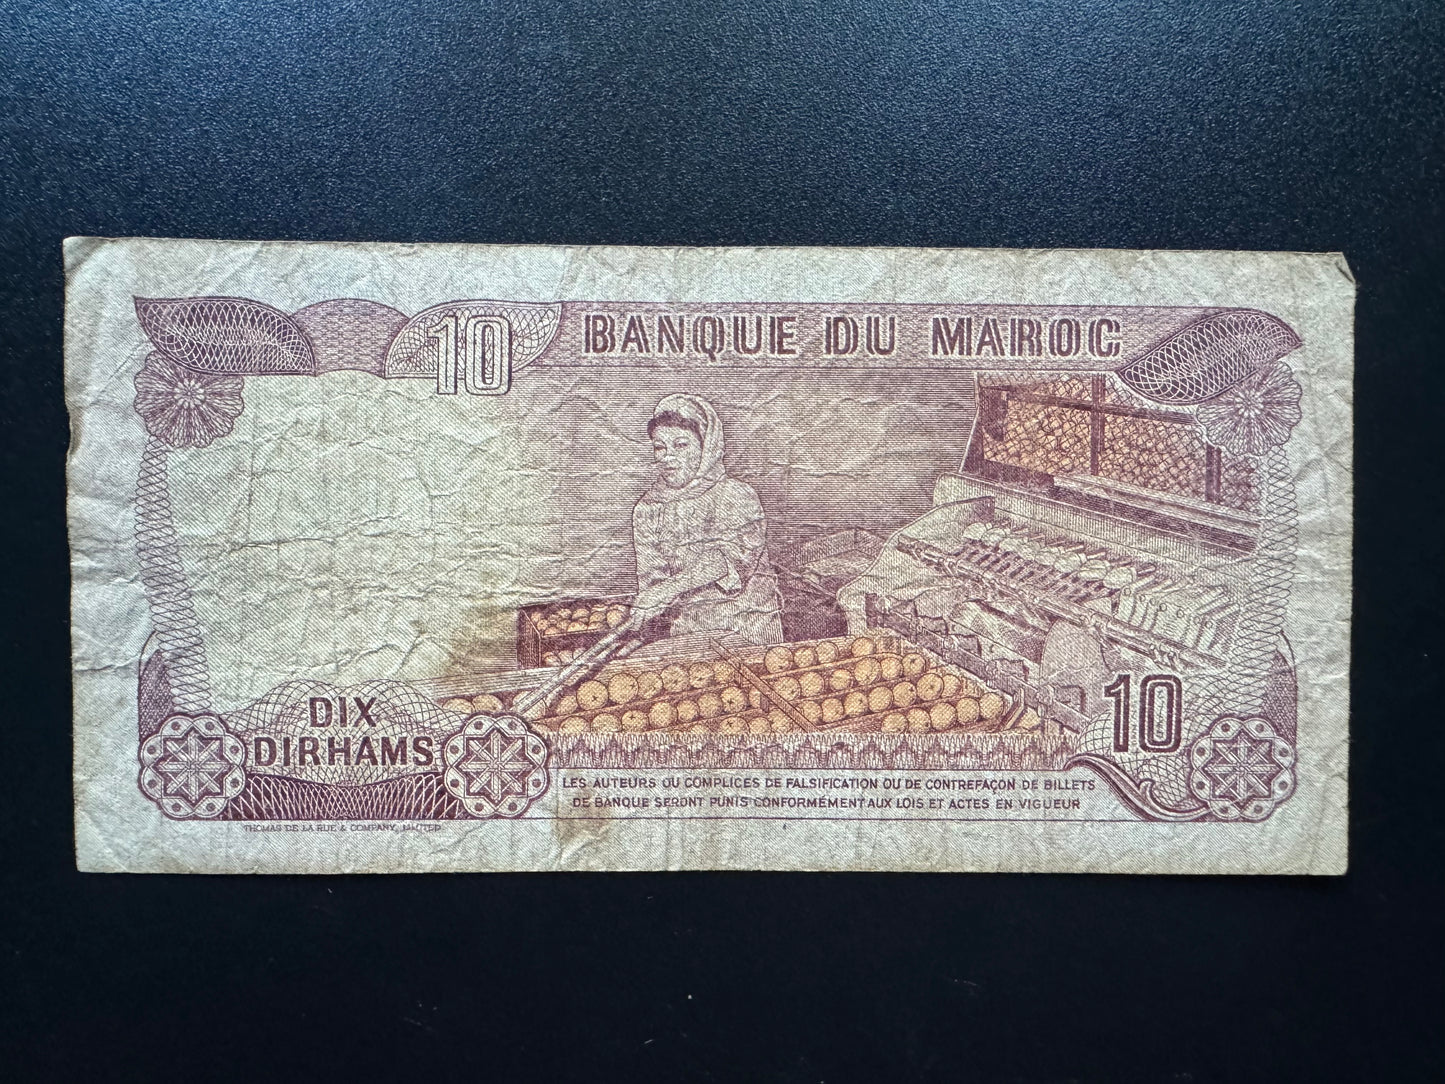 10
BANQUE DU MAROC
DIX
DIRHAMS
10
LES AUTEURS OU COMPLICES DE FALSIFICATION OU DE CONTREFAÇON DE BILLETS
DE BANQUE SERONT PUNIS CONFORMÉMENT AUX LOIS ET ACTES EN VIGUEUR
THOMAS DE LA RUE & COMPANY, LIMITED